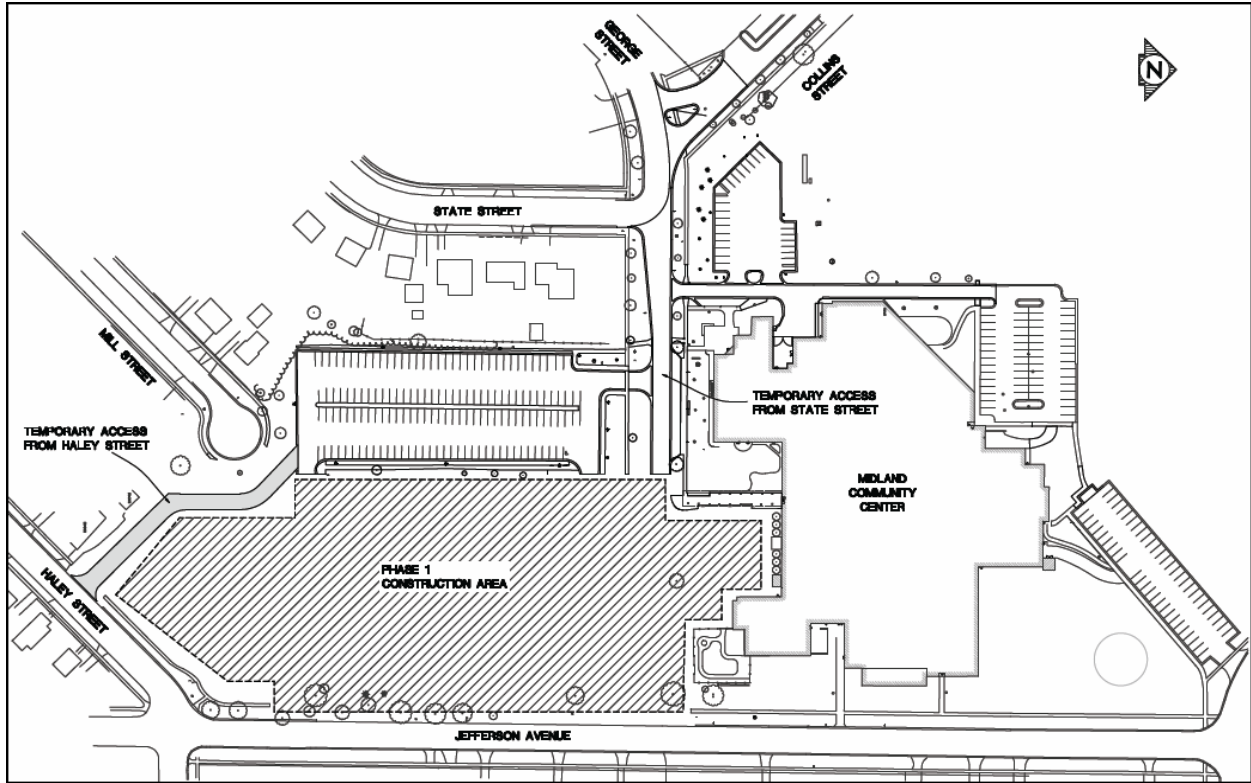 GEORGE
STREET
COLLINS
STREET
N
STATE STREET
MILL STREET
TEMPORARY ACCESS
FROM HALEY STREET
TEMPORARY ACCESS
FROM STATE STREET
MIDLAND
COMMUNITY
CENTER
PHASE 1
CONSTRUCTION AREA
HALEY STREET
JEFFERSON AVENUE